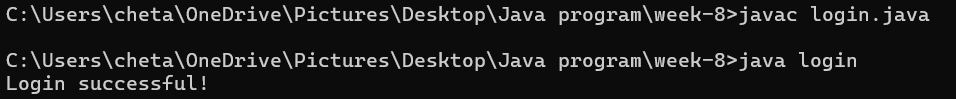 C:\Users\cheta\OneDrive\Pictures\Desktop\Java program\week-8>javac login.java
C:\Users\cheta\OneDrive\Pictures\Desktop\Java program\week-8>java login
Login successful!